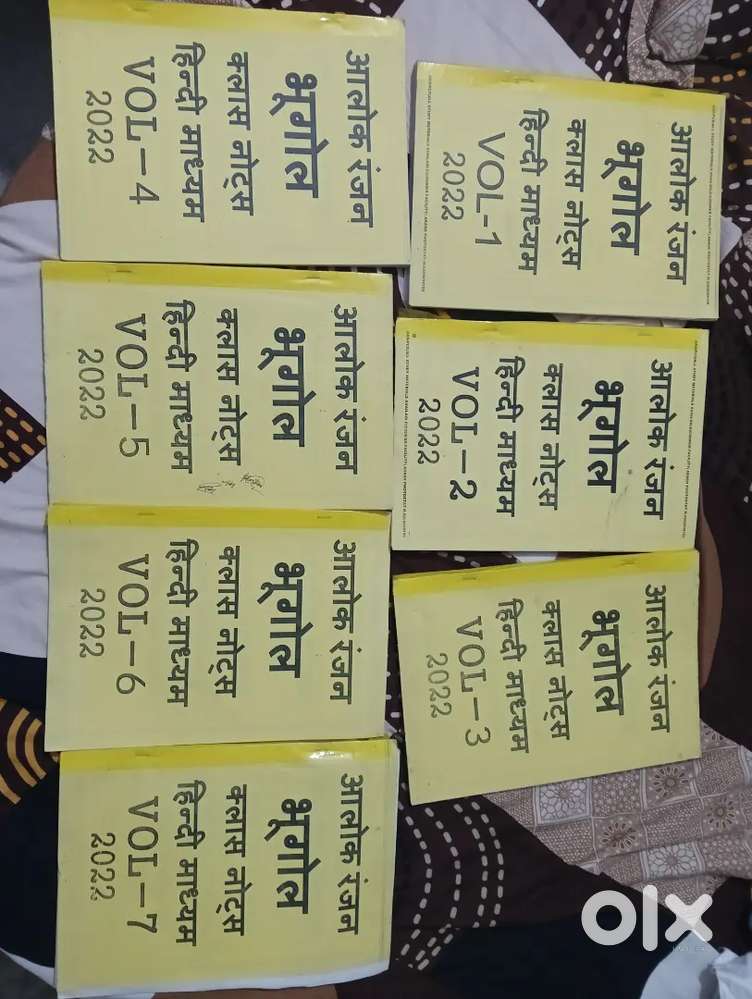 आलोक रंजन
भूगोल
क्लास नोट्स
हिन्दी माध्यम
VOL-1
2022
आलोक रंजन
भूगोल
क्लास नोट्स
हिन्दी माध्यम
VOL-2
2022
आलोक रंजन
भूगोल
क्लास नोट्स
हिन्दी माध्यम
VOL-3
2022
आलोक रंजन
भूगोल
क्लास नोट्स
हिन्दी माध्यम
VOL-4
2022
आलोक रंजन
भूगोल
क्लास नोट्स
हिन्दी माध्यम
VOL-5
2022
आलोक रंजन
भूगोल
क्लास नोट्स
हिन्दी माध्यम
VOL-6
2022
आलोक रंजन
भूगोल
क्लास नोट्स
हिन्दी माध्यम
VOL-7
2022
olx